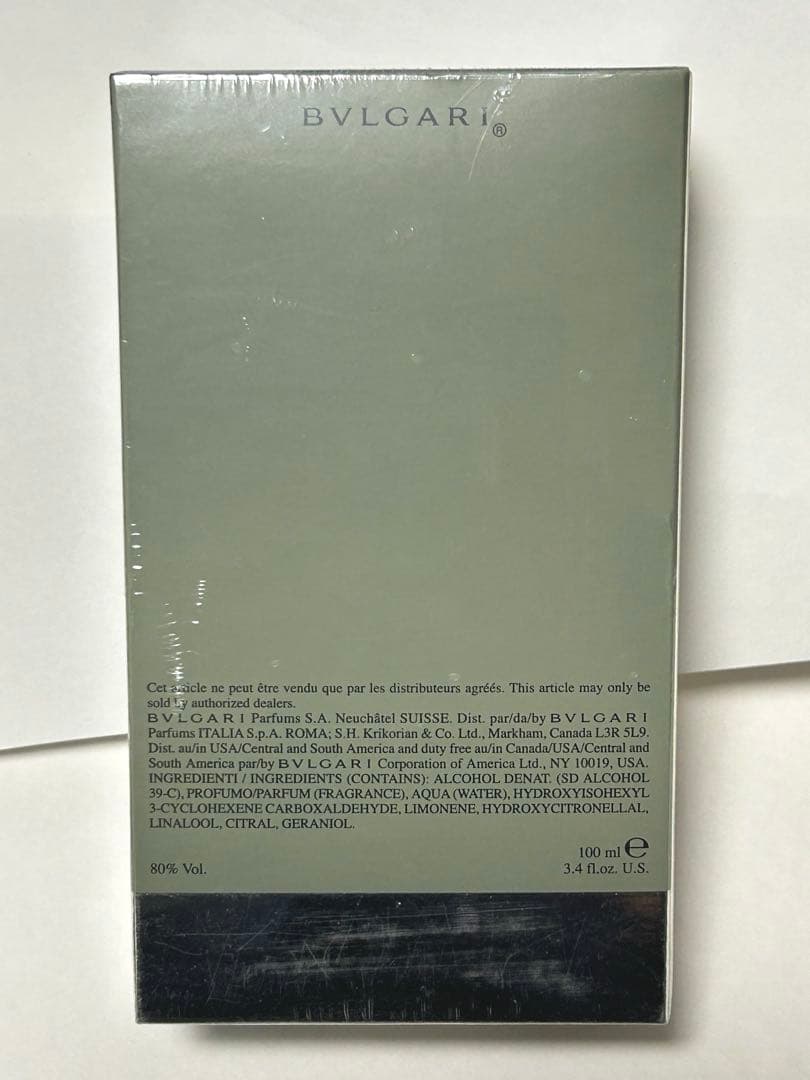 BVLGARI®
Cet article ne peut être vendu que par les distributeurs agréés. This article may only be
sold by authorized dealers.
BVLGARI Parfums S.A. Neuchâtel SUISSE. Dist. par/da/by BVLGARI
Parfums ITALIA S.p.A. ROMA; S.H. Krikorian & Co. Ltd., Markham, Canada L3R 5L9.
Dist. au/in USA/Central and South America and duty free au/in Canada/USA/Central and
South America par/by BVLGARI Corporation of America Ltd., NY 10019, USA.
INGREDIENTI / INGREDIENTS (CONTAINS): ALCOHOL DENAT. (SD ALCOHOL
39-C), PROFUMO/PARFUM (FRAGRANCE), AQUA (WATER), HYDROXYISOHEXYL
3-CYCLOHEXENE CARBOXALDEHYDE, LIMONENE, HYDROXYCITRONELLAL,
LINALOOL, CITRAL, GERANIOL.
100 ml ℮
80% Vol. 3.4 fl.oz. U.S.